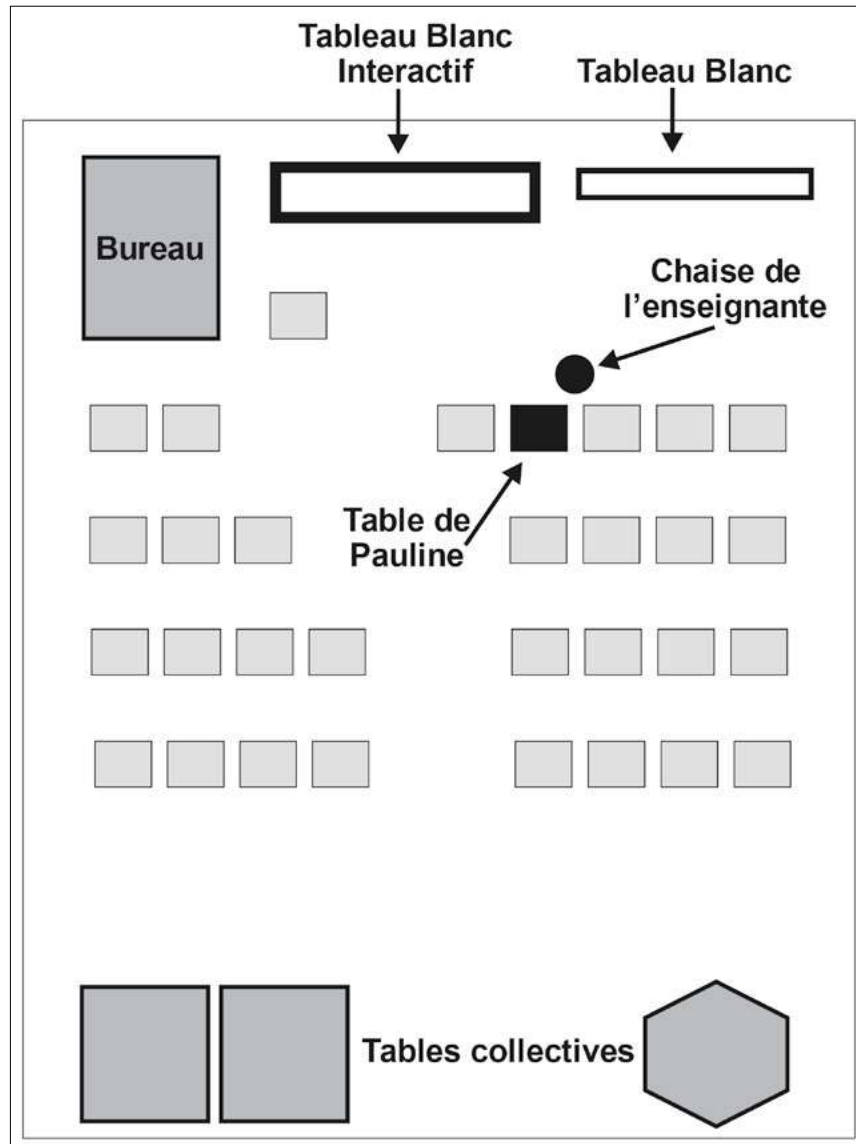 Tableau Blanc
Interactif
Tableau Blanc
Bureau
Chaise de
l'enseignante
Table de
Pauline
Tables collectives